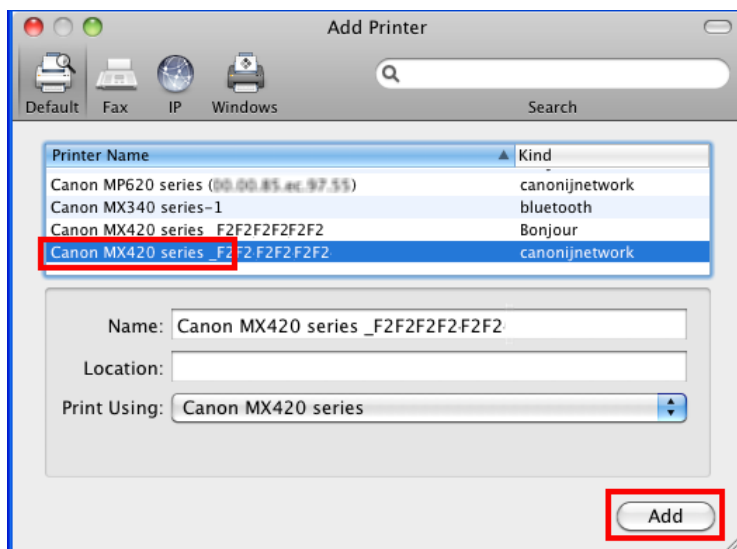 Add Printer
Default Fax IP Windows Search
Printer Name Kind
Canon MP620 series ( ) canonijnetwork
Canon MX340 series-1 bluetooth
Canon MX420 series _F2F2F2F2F2F2 Bonjour
Canon MX420 series _F2F2F2F2F2F2 canonijnetwork
Name: Canon MX420 series _F2F2F2F2F2F2
Location:
Print Using: Canon MX420 series
Add